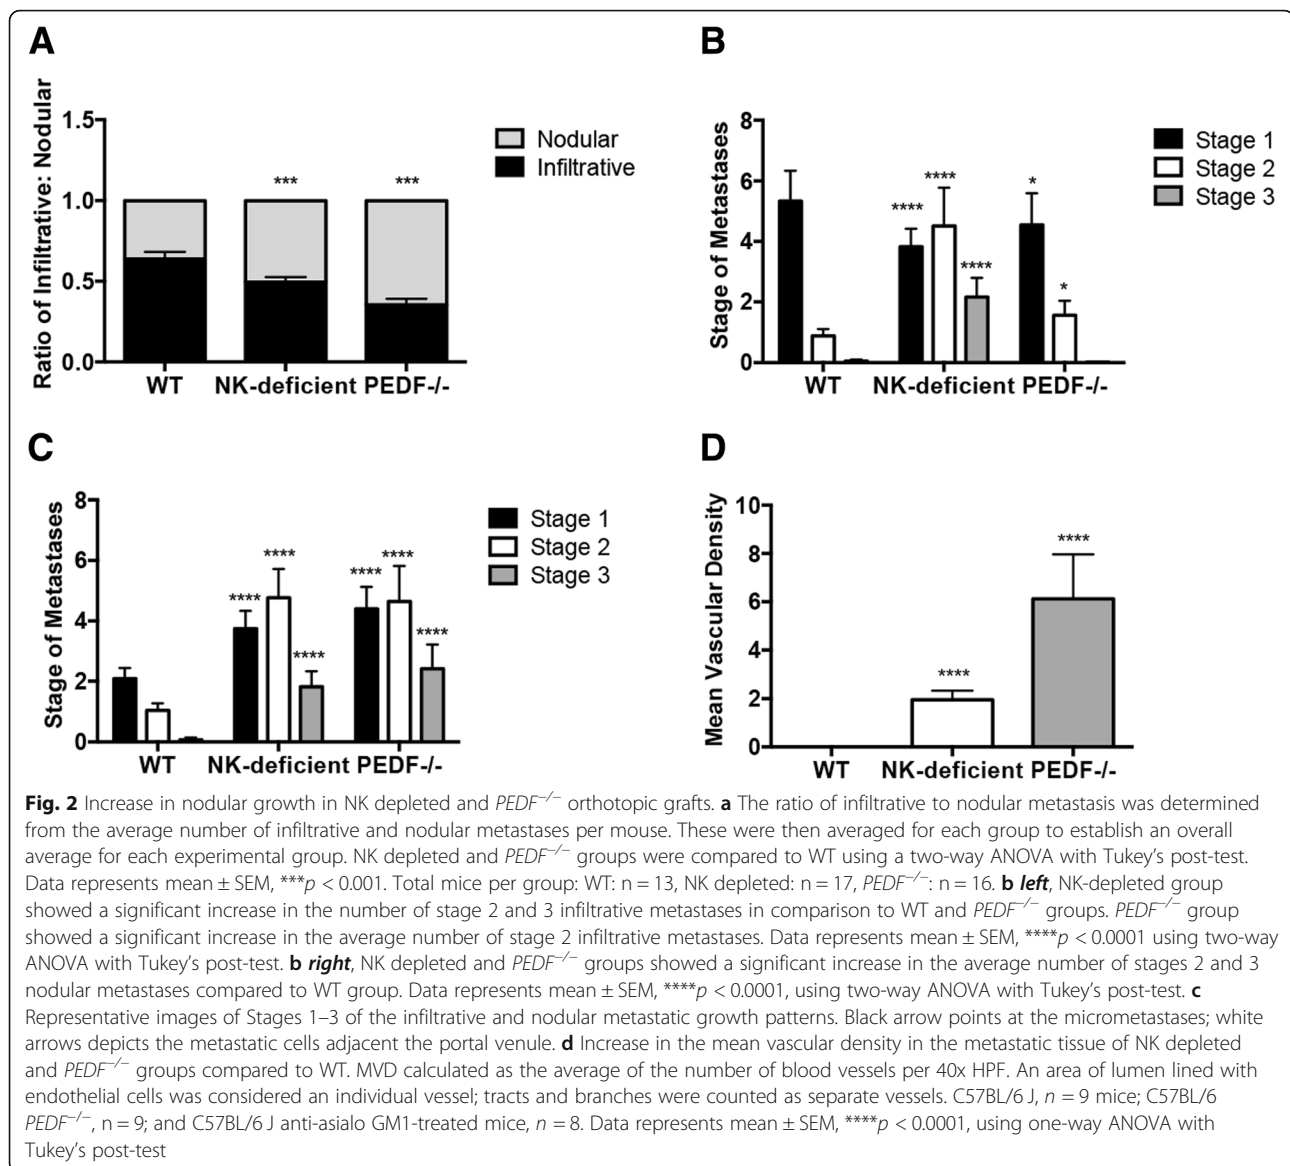 A
Ratio of Infiltrative: Nodular
1.5
1.0
0.5
0.0
*** ***
WT NK-deficient PEDF-/-
Nodular
Infiltrative
B
Stage of Metastases
8
6
4
2
0
**** **** **** * *
WT NK-deficient PEDF-/-
Stage 1
Stage 2
Stage 3
C
Stage of Metastases
8
6
4
2
0
**** **** **** **** **** ****
WT NK-deficient PEDF-/-
Stage 1
Stage 2
Stage 3
D
Mean Vascular Density
10
8
6
4
2
0
**** ****
WT NK-deficient PEDF-/-
Fig. 2 Increase in nodular growth in NK depleted and PEDF−/− orthotopic grafts. a The ratio of infiltrative to nodular metastasis was determined
from the average number of infiltrative and nodular metastases per mouse. These were then averaged for each group to establish an overall
average for each experimental group. NK depleted and PEDF−/− groups were compared to WT using a two-way ANOVA with Tukey's post-test.
Data represents mean ± SEM, ***p < 0.001. Total mice per group: WT: n = 13, NK depleted: n = 17, PEDF−/−: n = 16. b left, NK-depleted group
showed a significant increase in the number of stage 2 and 3 infiltrative metastases in comparison to WT and PEDF−/− groups. PEDF−/− group
showed a significant increase in the average number of stage 2 infiltrative metastases. Data represents mean ± SEM, ****p < 0.0001 using two-way
ANOVA with Tukey's post-test. b right, NK depleted and PEDF−/− groups showed a significant increase in the average number of stages 2 and 3
nodular metastases compared to WT group. Data represents mean ± SEM, ****p < 0.0001, using two-way ANOVA with Tukey's post-test. c
Representative images of Stages 1–3 of the infiltrative and nodular metastatic growth patterns. Black arrow points at the micrometastases; white
arrows depicts the metastatic cells adjacent the portal venule. d Increase in the mean vascular density in the metastatic tissue of NK depleted
and PEDF−/− groups compared to WT. MVD calculated as the average of the number of blood vessels per 40x HPF. An area of lumen lined with
endothelial cells was considered an individual vessel; tracts and branches were counted as separate vessels. C57BL/6 J, n = 9 mice; C57BL/6
PEDF−/−, n = 9; and C57BL/6 J anti-asialo GM1-treated mice, n = 8. Data represents mean ± SEM, ****p < 0.0001, using one-way ANOVA with
Tukey's post-test